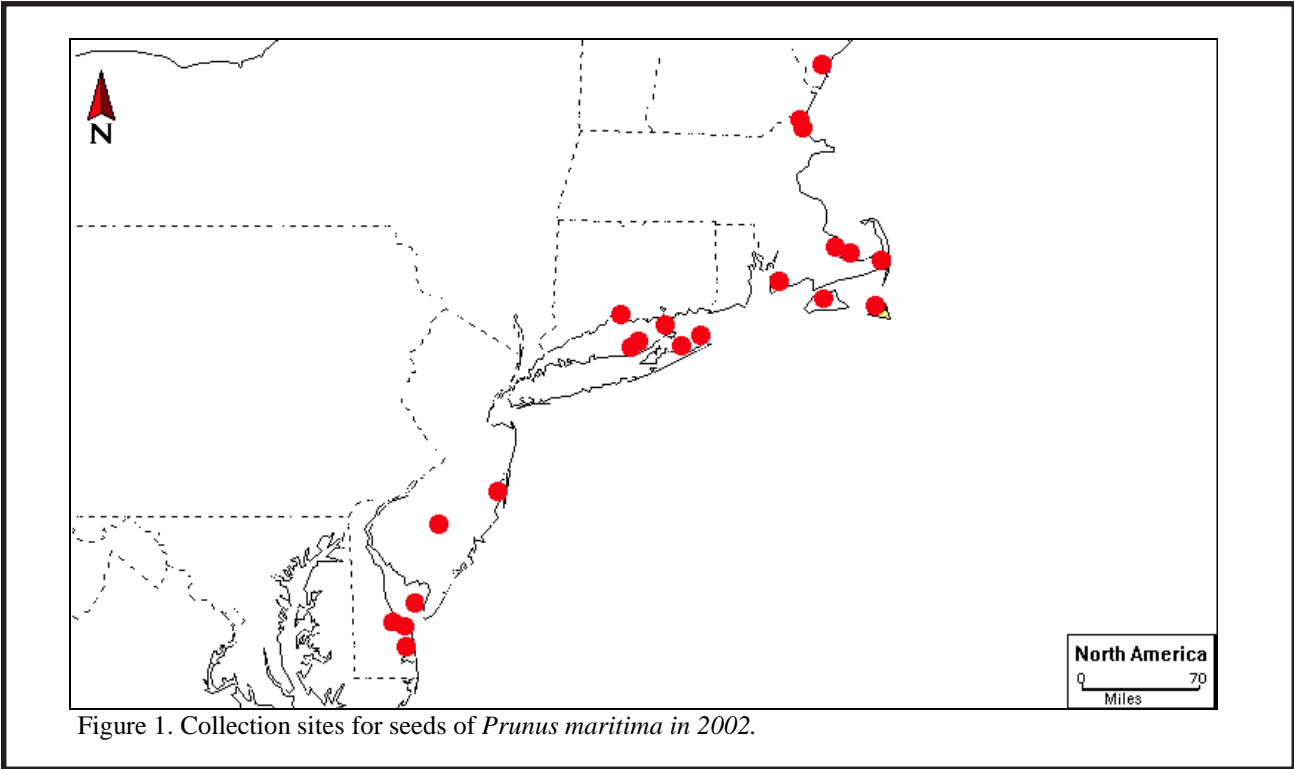 N
North America
0 70
Miles
Figure 1. Collection sites for seeds of Prunus maritima in 2002.